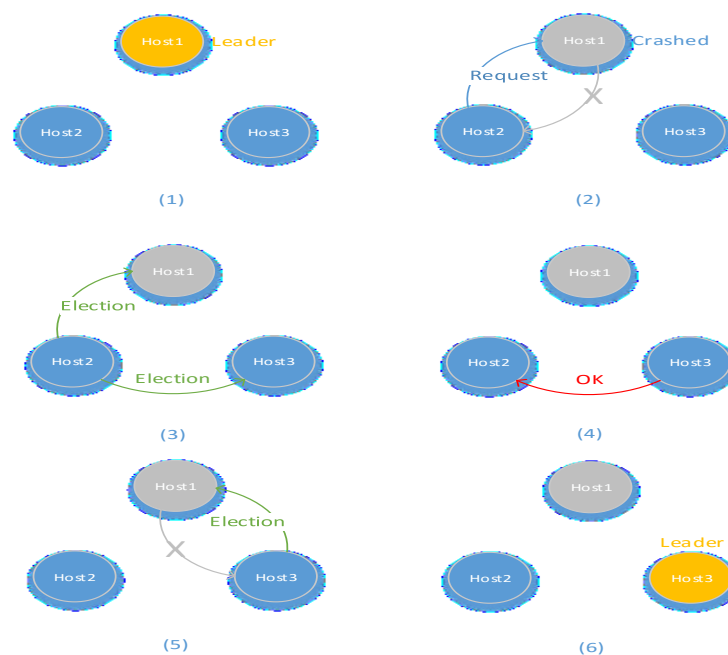 Host1
Leader
Host2
Host3
(1)
Host1
Crashed
Request
X
Host2
Host3
(2)
Host1
Election
Host2
Host3
Election
(3)
Host1
Host2
Host3
OK
(4)
Host1
Election
X
Host2
Host3
(5)
Host1
Leader
Host2
Host3
(6)